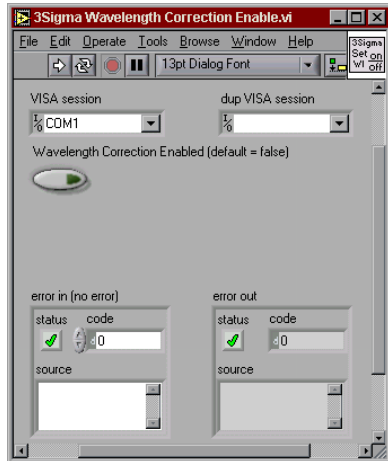 3Sigma Wavelength Correction Enable.vi
File Edit Operate Tools Browse Window Help
13pt Dialog Font
3Sigma
Set on
Wl off
VISA session
dup VISA session
I/0 COM1
I/0
Wavelength Correction Enabled (default = false)
error in (no error)
error out
status code
status code
d 0
d 0
source
source